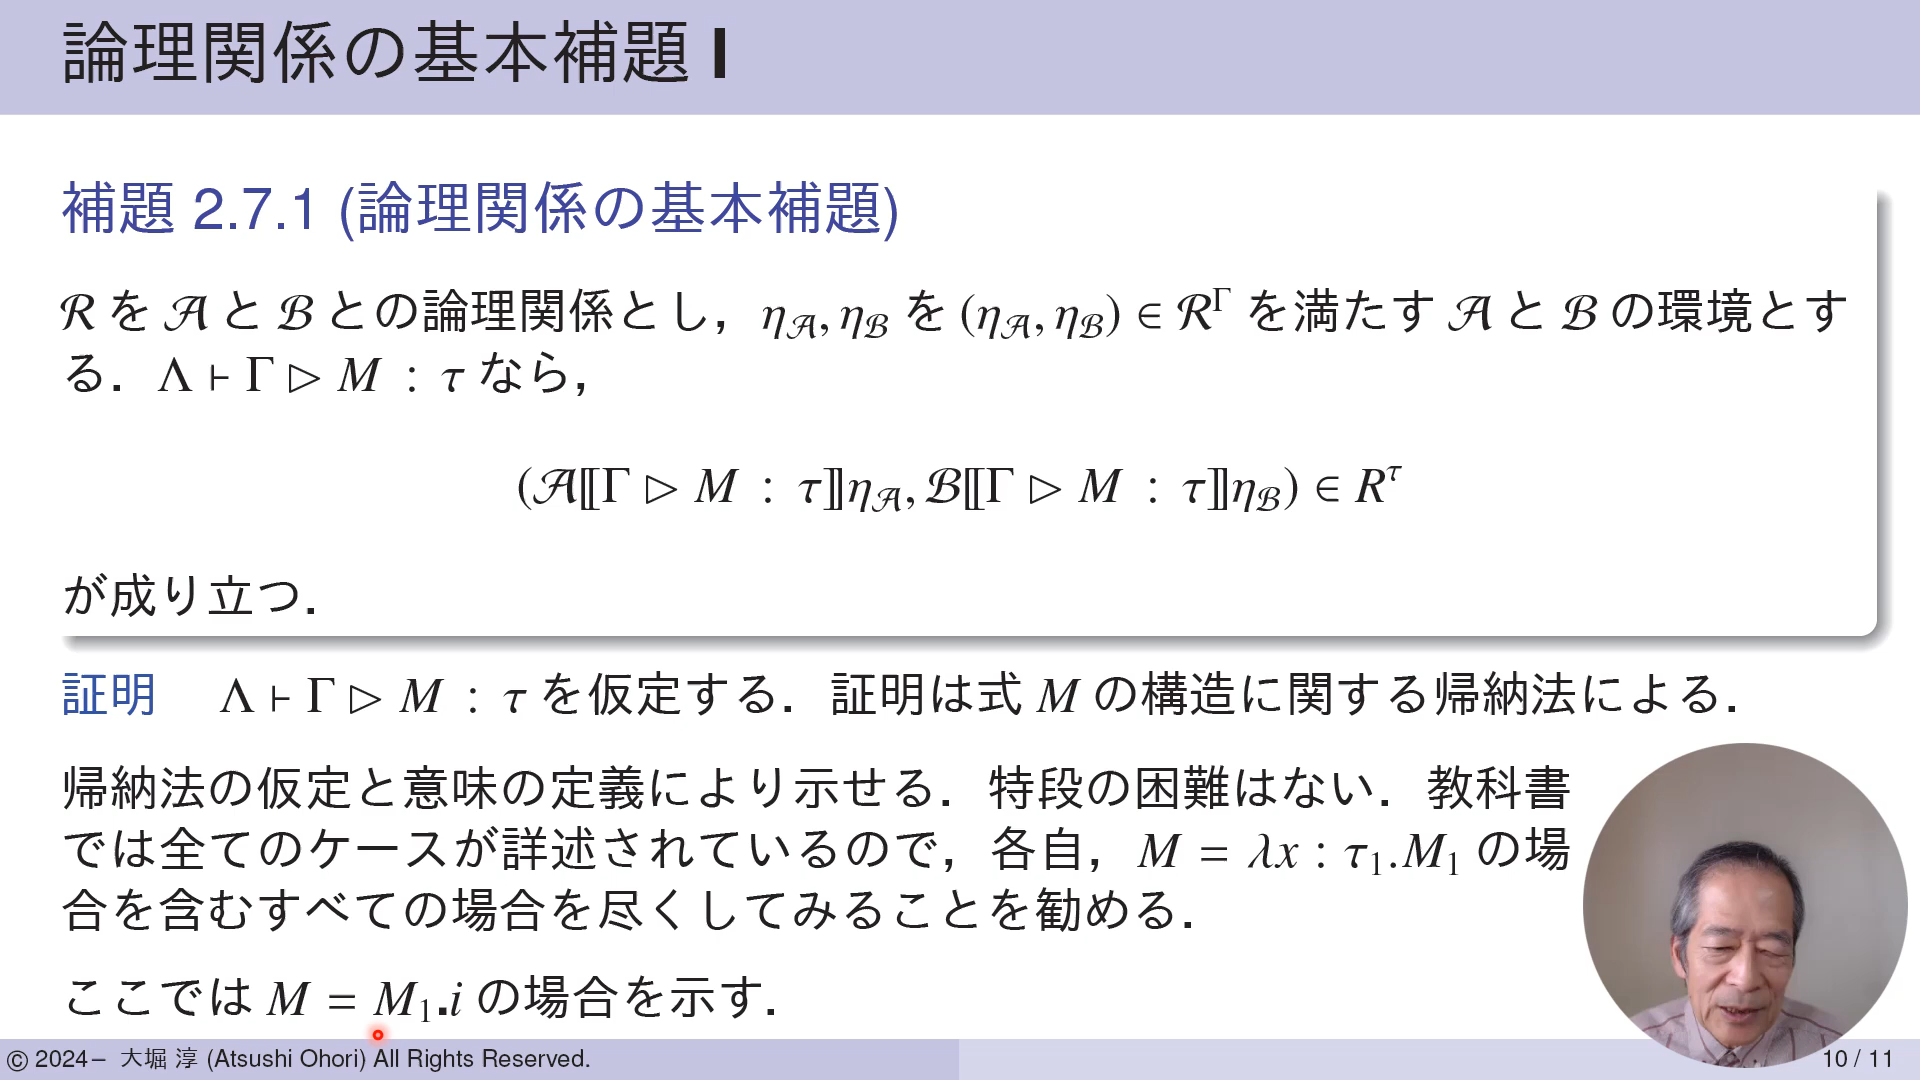 論理関係の基本補題 I
補題 2.7.1 (論理関係の基本補題)
ℛ を 𝒜 と ℬ との論理関係とし，η_𝒜, η_ℬ を (η_𝒜, η_ℬ) ∈ ℛ^Γ を満たす 𝒜 と ℬ の環境とす
る．Λ ⊢ Γ ▷ M : τ なら，
(𝒜⟦Γ ▷ M : τ⟧η_𝒜, ℬ⟦Γ ▷ M : τ⟧η_ℬ) ∈ R^τ
が成り立つ．
証明　Λ ⊢ Γ ▷ M : τ を仮定する．証明は式 M の構造に関する帰納法による．
帰納法の仮定と意味の定義により示せる．特段の困難はない．教科書
では全てのケースが詳述されているので，各自，M = λx : τ₁.M₁ の場
合を含むすべての場合を尽くしてみることを勧める．
ここでは M = M₁.i の場合を示す．
© 2024– 大堀 淳 (Atsushi Ohori) All Rights Reserved.
10 / 11